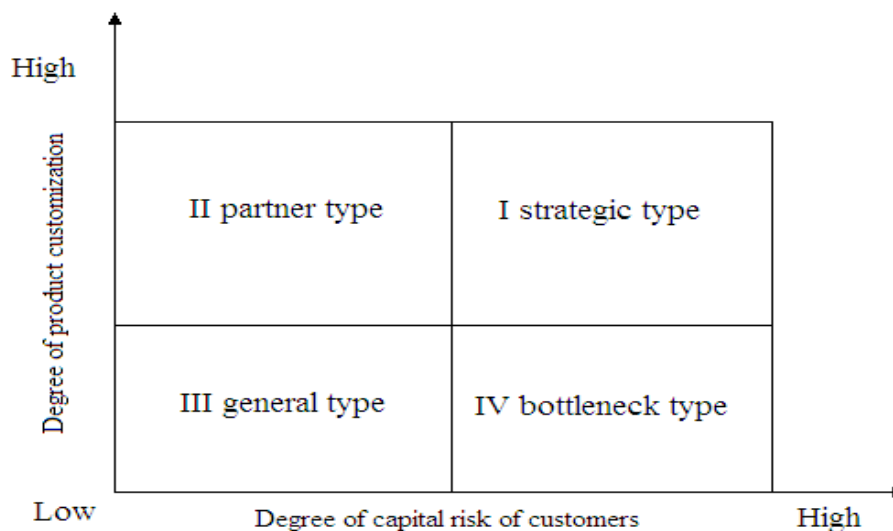 High
Degree of product customization
II partner type
I strategic type
III general type
IV bottleneck type
Low
Degree of capital risk of customers
High